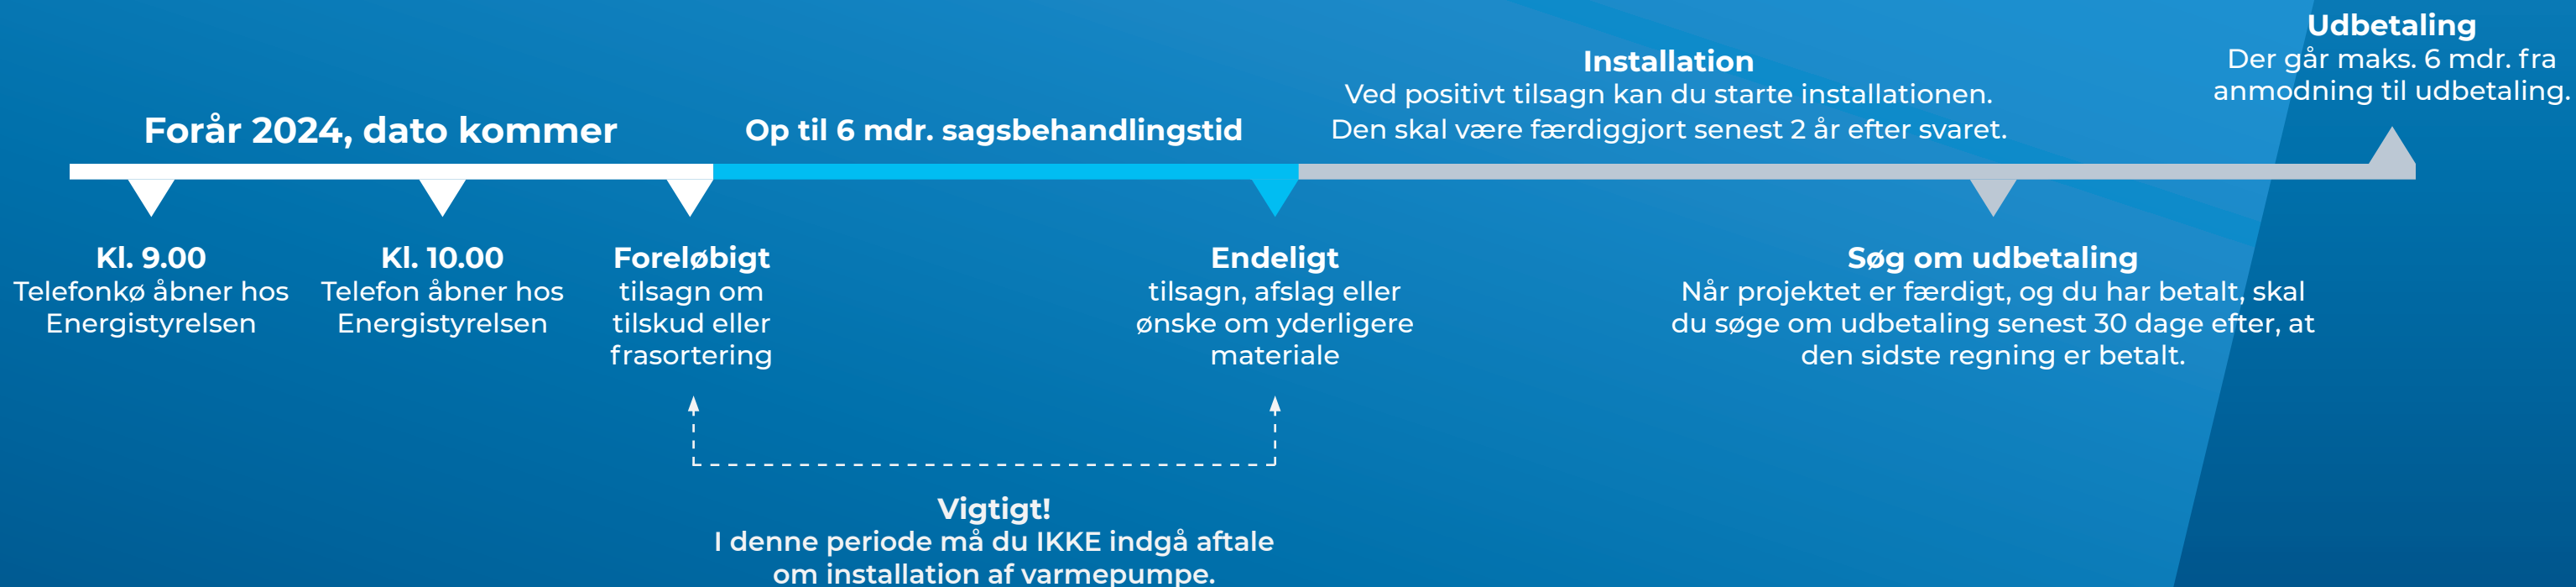 Forår 2024, dato kommer
Kl. 9.00
Telefonkø åbner hos
Energistyrelsen
Kl. 10.00
Telefon åbner hos
Energistyrelsen
Foreløbigt
tilsagn om
tilskud eller
frasortering
Op til 6 mdr. sagsbehandlingstid
Endeligt
tilsagn, afslag eller
ønske om yderligere
materiale
Vigtigt!
I denne periode må du IKKE indgå aftale
om installation af varmepumpe.
Installation
Ved positivt tilsagn kan du starte installationen.
Den skal være færdiggjort senest 2 år efter svaret.
Søg om udbetaling
Når projektet er færdigt, og du har betalt, skal
du søge om udbetaling senest 30 dage efter, at
den sidste regning er betalt.
Udbetaling
Der går maks. 6 mdr. fra
anmodning til udbetaling.